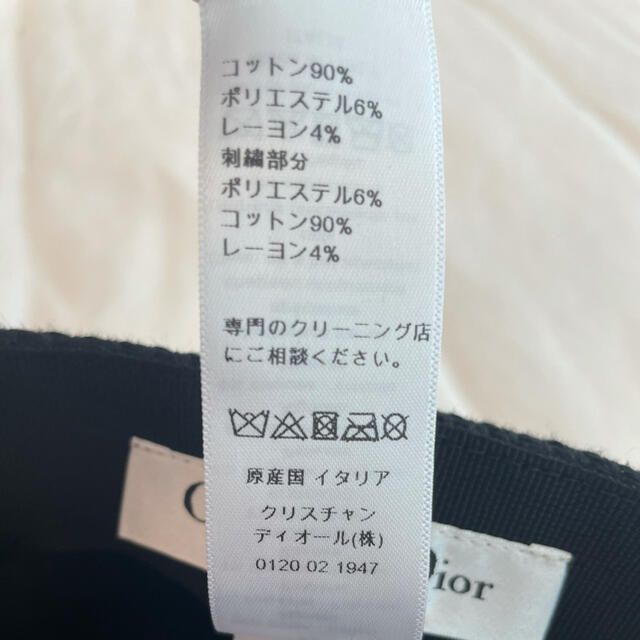 コットン90%
ポリエステル6%
レーヨン4%
刺繍部分
ポリエステル6%
コットン90%
レーヨン4%
専門のクリーニング店
にご相談ください。
原産国 イタリア
クリスチャン
ディオール(株)
0120 02 1947
C
Dior